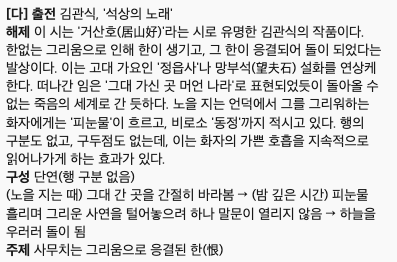 [다] 출전 김관식, '석상의 노래'
해제 이 시는 '거산호(居山好)'라는 시로 유명한 김관식의 작품이다.
한없는 그리움으로 인해 한이 생기고, 그 한이 응결되어 돌이 되었다는
발상이다. 이는 고대 가요인 '정읍사'나 망부석(望夫石) 설화를 연상케
한다. 떠나간 임은 '그대 가신 곳 머언 나라'로 표현되었듯이 돌아올 수
없는 죽음의 세계로 간 듯하다. 노을 지는 언덕에서 그를 그리워하는
화자에게는 '피눈물'이 흐르고, 비로소 '동정'까지 적시고 있다. 행의
구분도 없고, 구두점도 없는데, 이는 화자의 가쁜 호흡을 지속적으로
읽어나가게 하는 효과가 있다.
구성 단연(행 구분 없음)
(노을 지는 때) 그대 간 곳을 간절히 바라봄 → (밤 깊은 시간) 피눈물
흘리며 그리운 사연을 털어놓으려 하나 말문이 열리지 않음 → 하늘을
우러러 돌이 됨
주제 사무치는 그리움으로 응결된 한(恨)